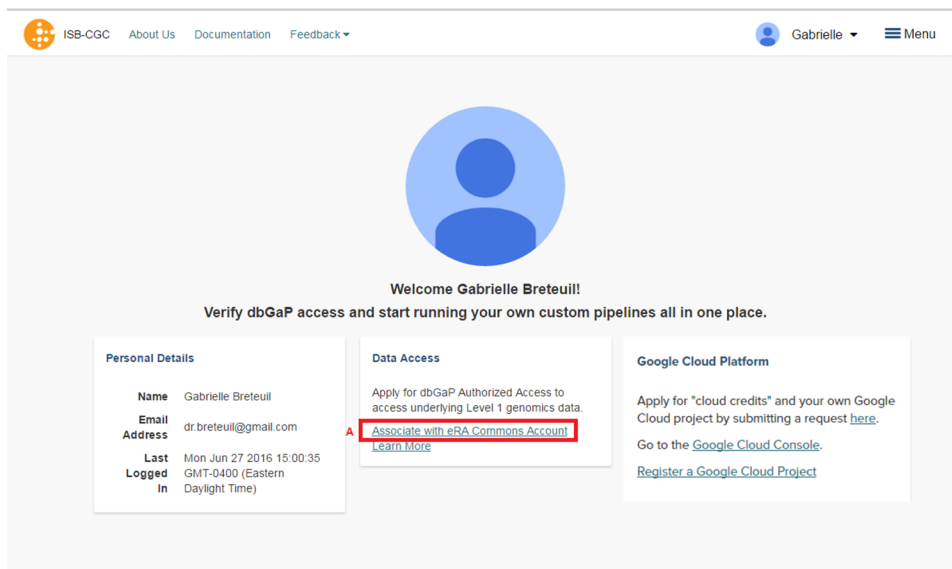 ISB-CGC About Us Documentation Feedback Gabrielle Menu
Welcome Gabrielle Breteuil!
Verify dbGaP access and start running your own custom pipelines all in one place.
Personal Details
Name Gabrielle Breteuil
Email Address dr.breteuil@gmail.com
Last Logged In Mon Jun 27 2016 15:00:35
GMT-0400 (Eastern
Daylight Time)
Data Access
Apply for dbGaP Authorized Access to
access underlying Level 1 genomics data.
A Associate with eRA Commons Account
Learn More
Google Cloud Platform
Apply for "cloud credits" and your own Google
Cloud project by submitting a request here.
Go to the Google Cloud Console.
Register a Google Cloud Project